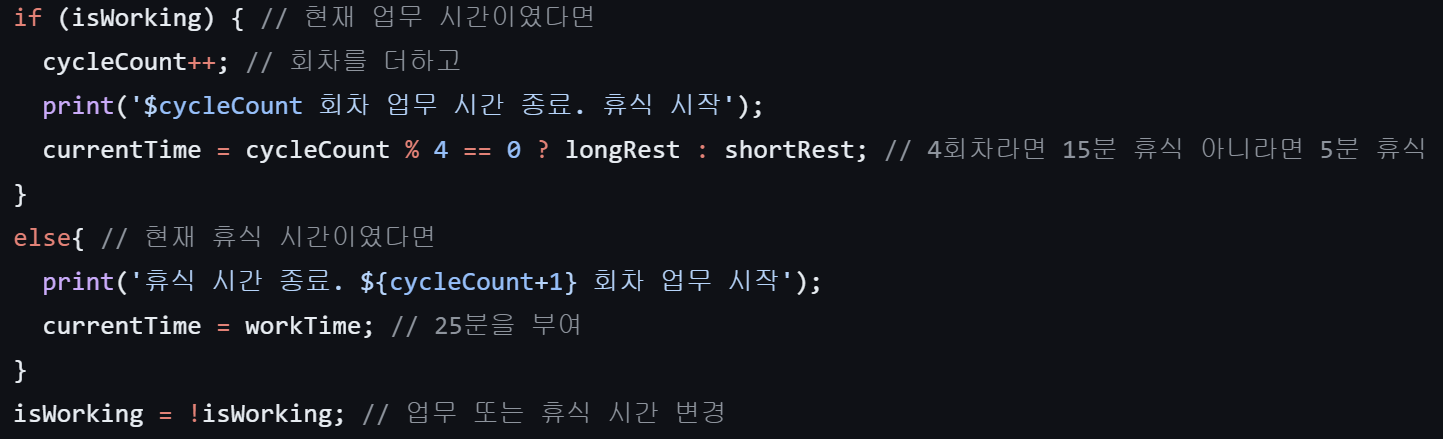 if (isWorking) { // 현재 업무 시간이였다면
  cycleCount++; // 회차를 더하고
  print('$cycleCount 회차 업무 시간 종료. 휴식 시작');
  currentTime = cycleCount % 4 == 0 ? longRest : shortRest; // 4회차라면 15분 휴식 아니라면 5분 휴식
}
else{ // 현재 휴식 시간이였다면
  print('휴식 시간 종료. ${cycleCount+1} 회차 업무 시작');
  currentTime = workTime; // 25분을 부여
}
isWorking = !isWorking; // 업무 또는 휴식 시간 변경